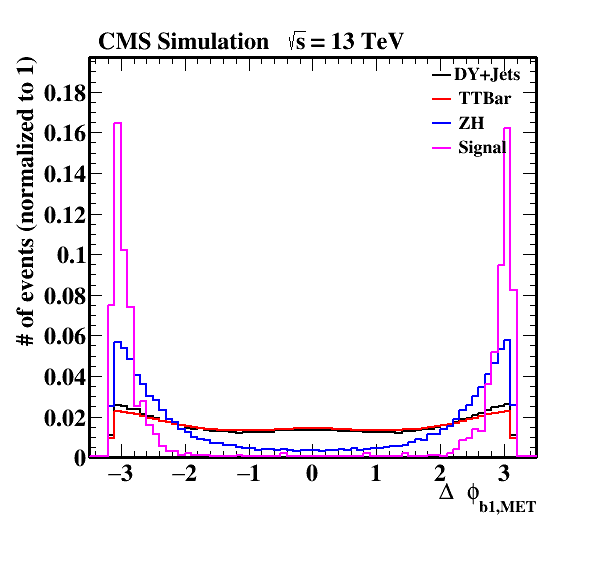 CMS Simulation √s = 13 TeV
# of events (normalized to 1)
DY+Jets
TTBar
ZH
Signal
0.18
0.16
0.14
0.12
0.1
0.08
0.06
0.04
0.02
0
−3 −2 −1 0 1 2 3
Δ ϕb1,MET